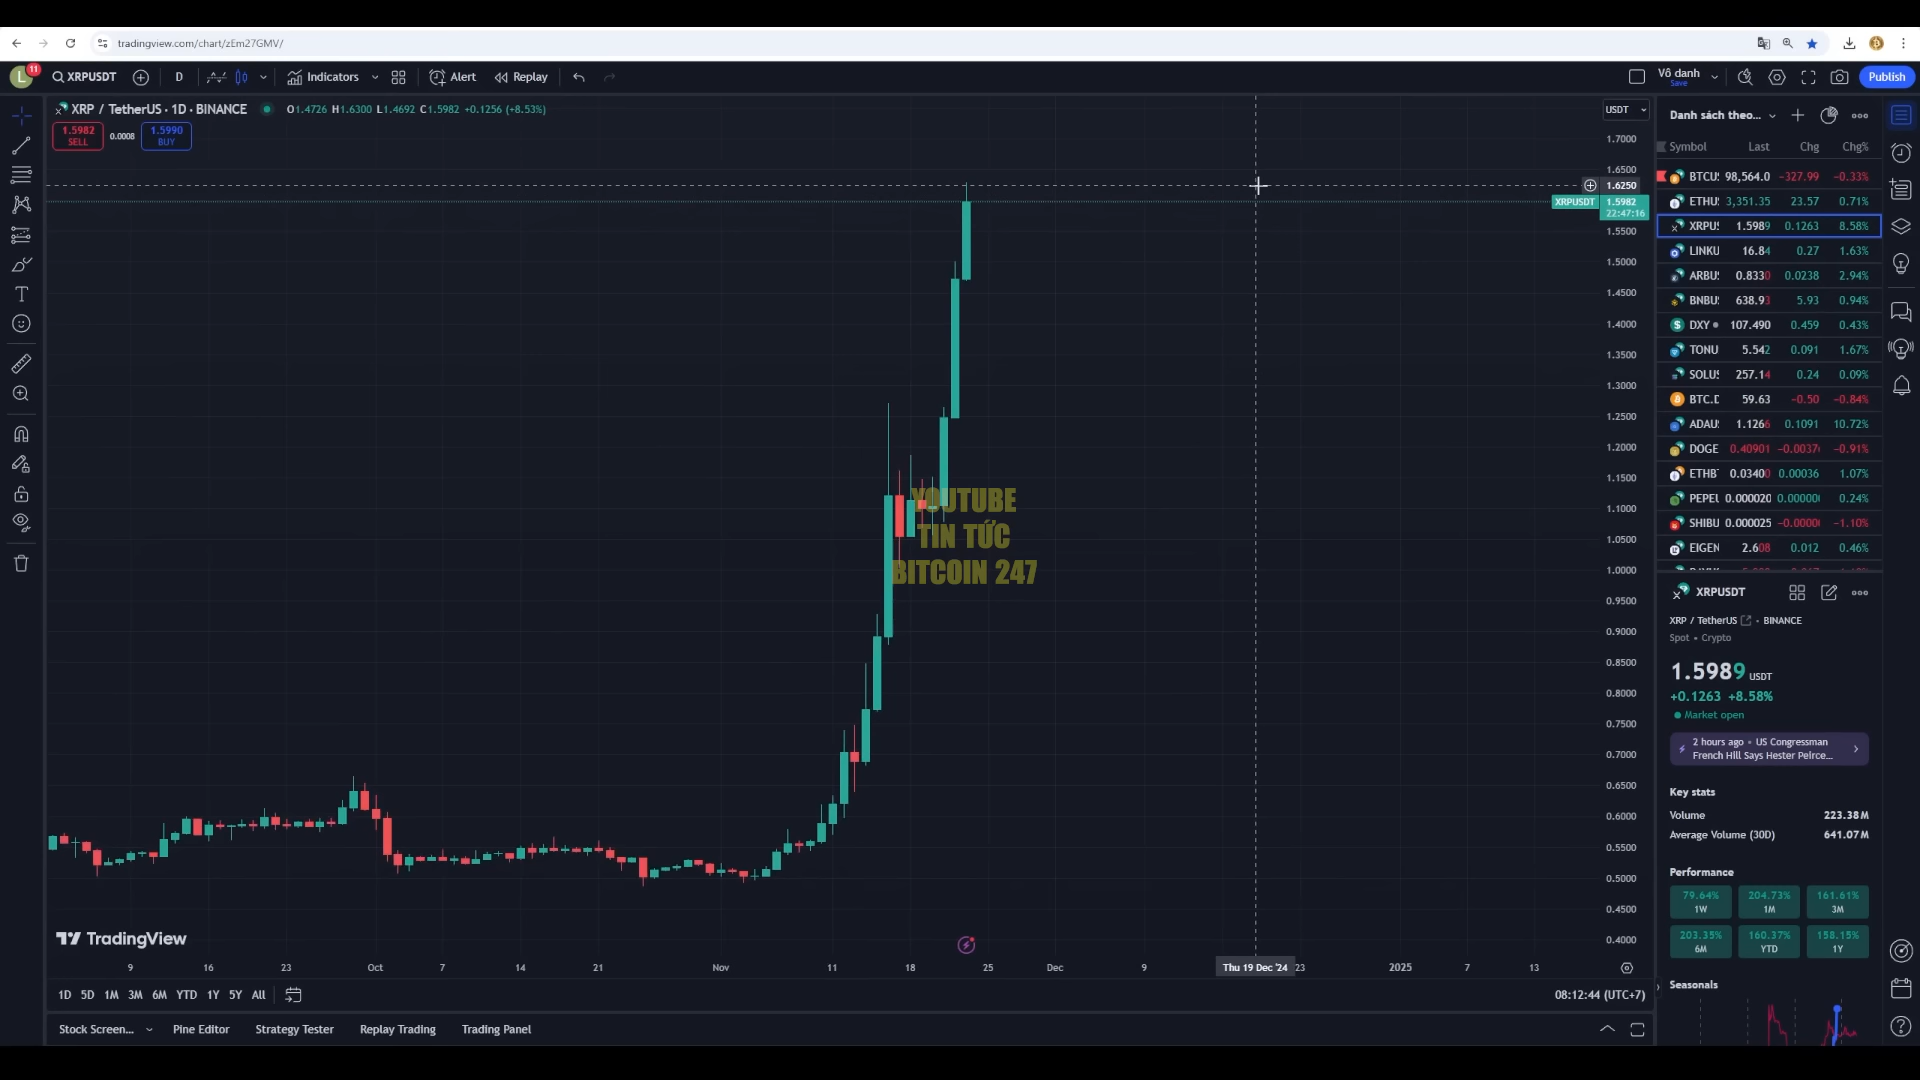 tradingview.com/chart/zEm27GMV/
L
11
XRPUSDT
D
Indicators
Alert
Replay
Vô danh
Save
Publish
XRP / TetherUS · 1D · BINANCE
O1.4726 H1.6300 L1.4692 C1.5982 +0.1256 (+8.53%)
1.5982
SELL
0.0008
1.5990
BUY
USDT
1.7000
1.6500
1.6250
XRPUSDT
1.5982
22:47:16
1.5500
1.5000
1.4500
1.4000
1.3500
1.3000
1.2500
1.2000
1.1500
1.1000
1.0500
1.0000
0.9500
0.9000
0.8500
0.8000
0.7500
0.7000
0.6500
0.6000
0.5500
0.5000
0.4500
0.4000
YOUTUBE
TIN TỨC
BITCOIN 247
TradingView
9 16 23 Oct 7 14 21 Nov 11 18 25 Dec 9 Thu 19 Dec '24 23 2025 7 13
1D 5D 1M 3M 6M YTD 1Y 5Y All
08:12:44 (UTC+7)
Stock Screen... Pine Editor Strategy Tester Replay Trading Trading Panel
Danh sách theo...
Symbol Last Chg Chg%
BTCU 98,564.0 −327.99 −0.33%
ETHU 3,351.35 23.57 0.71%
XRPU 1.5989 0.1263 8.58%
LINKU 16.84 0.27 1.63%
ARBU 0.8330 0.0238 2.94%
BNBU 638.93 5.93 0.94%
DXY 107.490 0.459 0.43%
TONU 5.542 0.091 1.67%
SOLU 257.14 0.24 0.09%
BTC.D 59.63 −0.50 −0.84%
ADAU 1.1266 0.1091 10.72%
DOGE 0.40901 −0.0037 −0.91%
ETHB 0.03400 0.00036 1.07%
PEPEU 0.000020 0.00000 0.24%
SHIBU 0.000025 −0.0000 −1.10%
EIGEN 2.608 0.012 0.46%
XRPUSDT
XRP / TetherUS • BINANCE
Spot • Crypto
1.5989 USDT
+0.1263 +8.58%
Market open
2 hours ago • US Congressman
French Hill Says Hester Peirce...
Key stats
Volume 223.38M
Average Volume (30D) 641.07M
Performance
79.64% 204.73% 161.61%
1W 1M 3M
203.35% 160.37% 158.15%
6M YTD 1Y
Seasonals